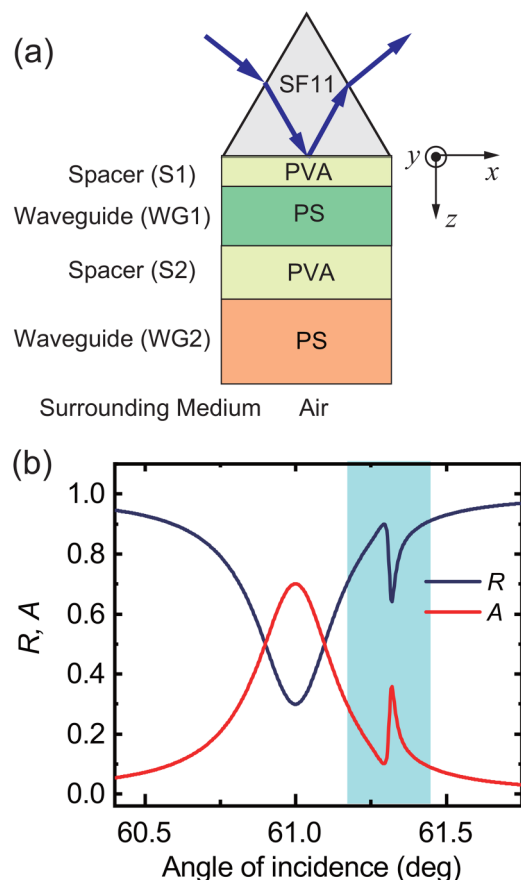 (a)
SF11
y
x
z
Spacer (S1)
PVA
Waveguide (WG1)
PS
Spacer (S2)
PVA
Waveguide (WG2)
PS
Surrounding Medium
Air
(b)
R, A
1.0
0.8
0.6
0.4
0.2
0.0
R
A
60.5
61.0
61.5
Angle of incidence (deg)